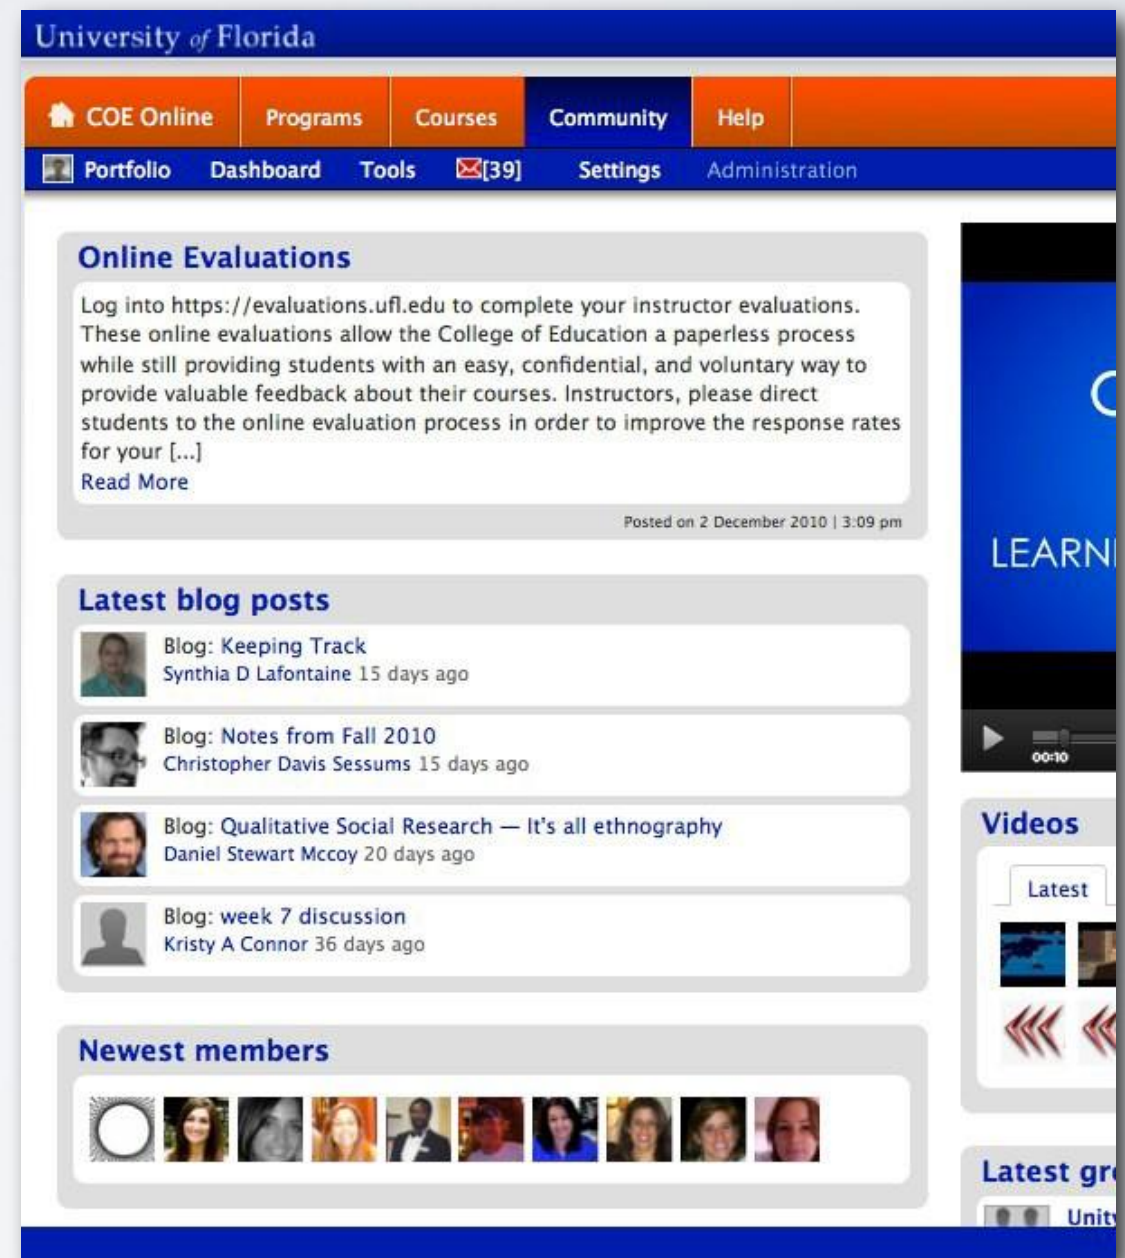 University of Florida
COE Online
Programs
Courses
Community
Help
Portfolio
Dashboard
Tools
[39]
Settings
Administration
Online Evaluations
Log into https://evaluations.ufl.edu to complete your instructor evaluations.
These online evaluations allow the College of Education a paperless process
while still providing students with an easy, confidential, and voluntary way to
provide valuable feedback about their courses. Instructors, please direct
students to the online evaluation process in order to improve the response rates
for your [...]
Read More
Posted on 2 December 2010 | 3:09 pm
Latest blog posts
Blog: Keeping Track
Synthia D Lafontaine 15 days ago
Blog: Notes from Fall 2010
Christopher Davis Sessums 15 days ago
Blog: Qualitative Social Research — It's all ethnography
Daniel Stewart Mccoy 20 days ago
Blog: week 7 discussion
Kristy A Connor 36 days ago
Newest members
LEARN
00:10
Videos
Latest
Latest gr